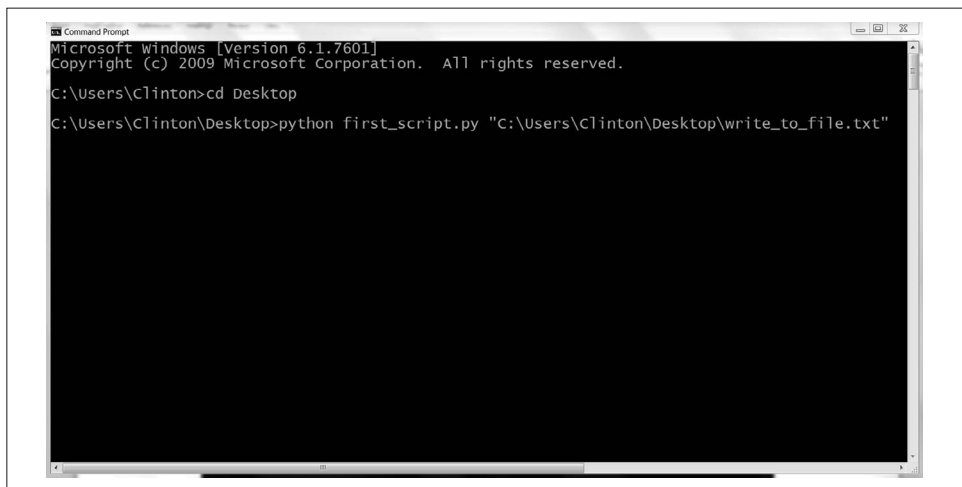 Command Prompt
Microsoft Windows [Version 6.1.7601]
Copyright (c) 2009 Microsoft Corporation.  All rights reserved.
C:\Users\Clinton>cd Desktop
C:\Users\Clinton\Desktop>python first_script.py "C:\Users\Clinton\Desktop\write_to_file.txt"